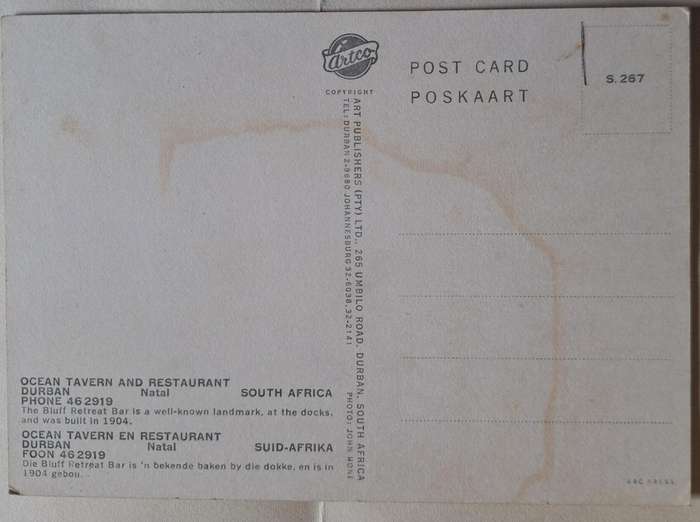 Artco
COPYRIGHT
POST CARD
POSKAART
S. 267
ART PUBLISHERS (PTY) LTD., 265 UMBILO ROAD, DURBAN, SOUTH AFRICA
TEL: DURBAN 2-9680 JOHANNESBURG 32-6038, 32-2141
PHOTO: JOHN HONE
OCEAN TAVERN AND RESTAURANT
DURBAN Natal SOUTH AFRICA
PHONE 462919
The Bluff Retreat Bar is a well-known landmark, at the docks,
and was built in 1904.
OCEAN TAVERN EN RESTAURANT
DURBAN Natal SUID-AFRIKA
FOON 462919
Die Bluff Retreat Bar is 'n bekende baken by die dokke, en is in
1904 gebou.